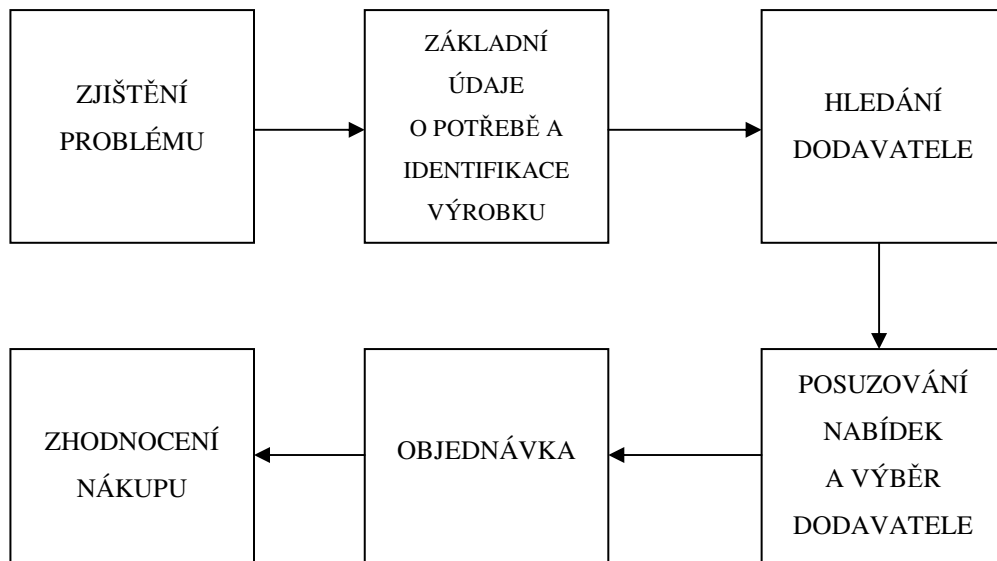 ZJIŠTĚNÍ
PROBLÉMU
ZÁKLADNÍ
ÚDAJE
O POTŘEBĚ A
IDENTIFIKACE
VÝROBKU
HLEDÁNÍ
DODAVATELE
POSUZOVÁNÍ
NABÍDEK
A VÝBĚR
DODAVATELE
OBJEDNÁVKA
ZHODNOCENÍ
NÁKUPU